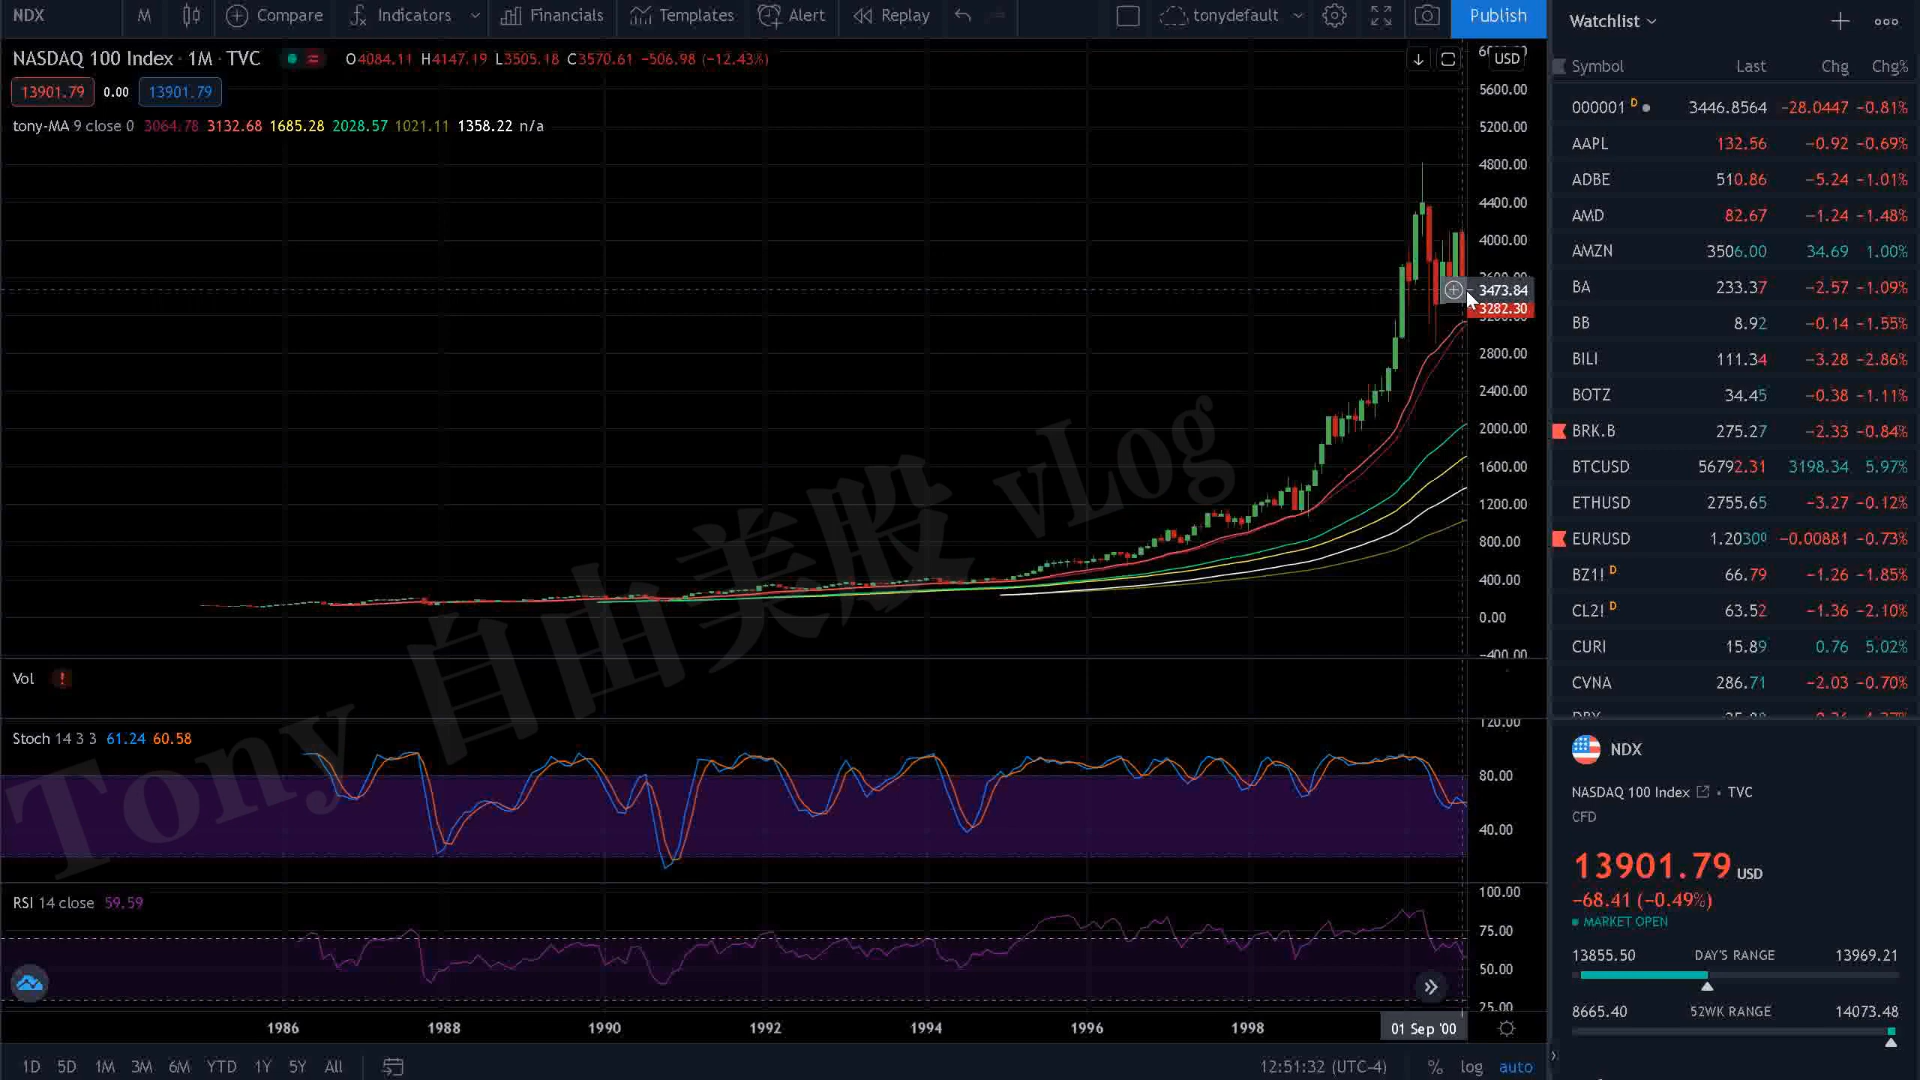 NDX M Compare Indicators Financials Templates Alert Replay tonydefault Publish
NASDAQ 100 Index · 1M · TVC O4084.11 H4147.19 L3505.18 C3570.61 −506.98 (−12.43%)
13901.79 0.00 13901.79
tony-MA 9 close 0 3064.78 3132.68 1685.28 2028.57 1021.11 1358.22 n/a
USD
5600.00
5200.00
4800.00
4400.00
4000.00
3600.00
3473.84
3282.30
2800.00
2400.00
2000.00
1600.00
1200.00
800.00
400.00
0.00
−400.00
Tony 自由美股 vLog
Vol !
Stoch 14 3 3 61.24 60.58
120.00
80.00
40.00
RSI 14 close 59.59
100.00
75.00
50.00
25.00
1986 1988 1990 1992 1994 1996 1998 01 Sep '00
1D 5D 1M 3M 6M YTD 1Y 5Y All 12:51:32 (UTC-4) % log auto
Watchlist
Symbol Last Chg Chg%
000001 D 3446.8564 −28.0447 −0.81%
AAPL 132.56 −0.92 −0.69%
ADBE 510.86 −5.24 −1.01%
AMD 82.67 −1.24 −1.48%
AMZN 3506.00 34.69 1.00%
BA 233.37 −2.57 −1.09%
BB 8.92 −0.14 −1.55%
BILI 111.34 −3.28 −2.86%
BOTZ 34.45 −0.38 −1.11%
BRK.B 275.27 −2.33 −0.84%
BTCUSD 56792.31 3198.34 5.97%
ETHUSD 2755.65 −3.27 −0.12%
EURUSD 1.20300 −0.00881 −0.73%
BZ1! D 66.79 −1.26 −1.85%
CL2! D 63.52 −1.36 −2.10%
CURI 15.89 0.76 5.02%
CVNA 286.71 −2.03 −0.70%
NDX
NASDAQ 100 Index · TVC
CFD
13901.79 USD
−68.41 (−0.49%)
MARKET OPEN
13855.50 DAY'S RANGE 13969.21
8665.40 52WK RANGE 14073.48